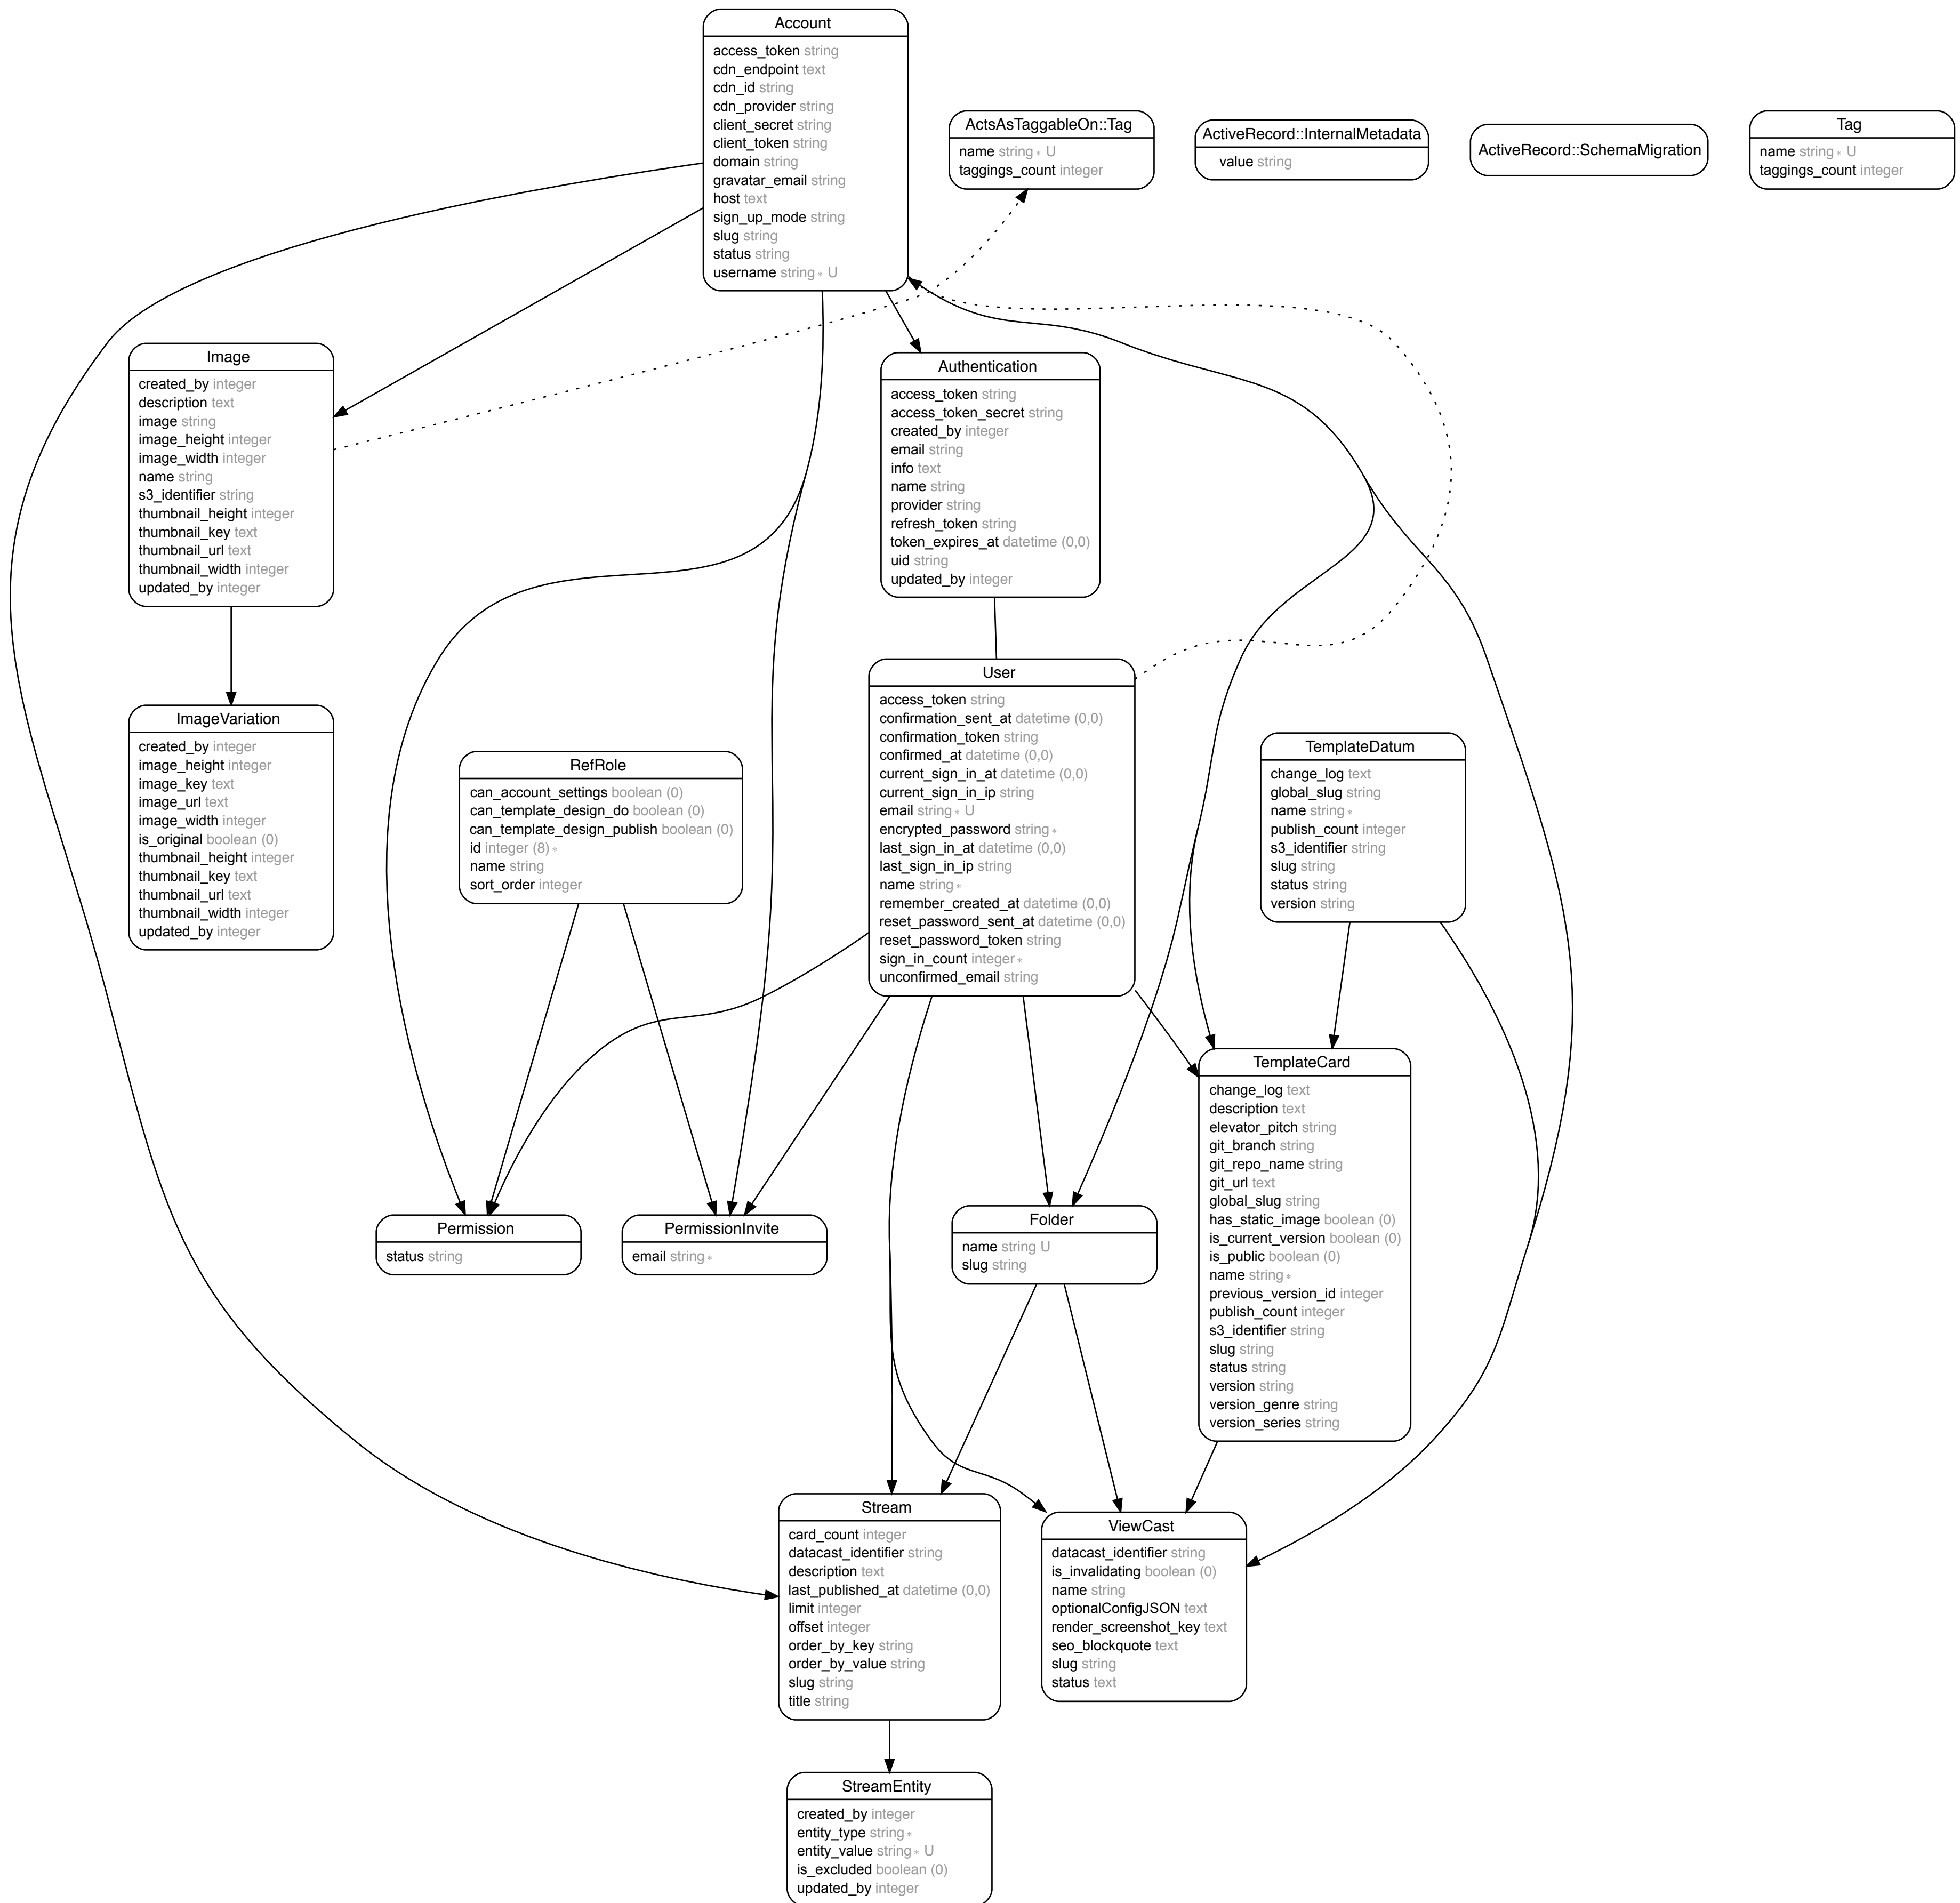 Account
access_token string
cdn_endpoint text
cdn_id string
cdn_provider string
client_secret string
client_token string
domain string
gravatar_email string
host text
sign_up_mode string
slug string
status string
username string * U
ActsAsTaggableOn::Tag
name string * U
taggings_count integer
ActiveRecord::InternalMetadata
value string
ActiveRecord::SchemaMigration
Tag
name string * U
taggings_count integer
Image
created_by integer
description text
image string
image_height integer
image_width integer
name string
s3_identifier string
thumbnail_height integer
thumbnail_key text
thumbnail_url text
thumbnail_width integer
updated_by integer
Authentication
access_token string
access_token_secret string
created_by integer
email string
info text
name string
provider string
refresh_token string
token_expires_at datetime (0,0)
uid string
updated_by integer
ImageVariation
created_by integer
image_height integer
image_key text
image_url text
image_width integer
is_original boolean (0)
thumbnail_height integer
thumbnail_key text
thumbnail_url text
thumbnail_width integer
updated_by integer
RefRole
can_account_settings boolean (0)
can_template_design_do boolean (0)
can_template_design_publish boolean (0)
id integer (8) *
name string
sort_order integer
User
access_token string
confirmation_sent_at datetime (0,0)
confirmation_token string
confirmed_at datetime (0,0)
current_sign_in_at datetime (0,0)
current_sign_in_ip string
email string * U
encrypted_password string *
last_sign_in_at datetime (0,0)
last_sign_in_ip string
name string *
remember_created_at datetime (0,0)
reset_password_sent_at datetime (0,0)
reset_password_token string
sign_in_count integer *
unconfirmed_email string
TemplateDatum
change_log text
global_slug string
name string *
publish_count integer
s3_identifier string
slug string
status string
version string
TemplateCard
change_log text
description text
elevator_pitch string
git_branch string
git_repo_name string
git_url text
global_slug string
has_static_image boolean (0)
is_current_version boolean (0)
is_public boolean (0)
name string *
previous_version_id integer
publish_count integer
s3_identifier string
slug string
status string
version string
version_genre string
version_series string
Permission
status string
PermissionInvite
email string *
Folder
name string U
slug string
Stream
card_count integer
datacast_identifier string
description text
last_published_at datetime (0,0)
limit integer
offset integer
order_by_key string
order_by_value string
slug string
title string
ViewCast
datacast_identifier string
is_invalidating boolean (0)
name string
optionalConfigJSON text
render_screenshot_key text
seo_blockquote text
slug string
status text
StreamEntity
created_by integer
entity_type string *
entity_value string * U
is_excluded boolean (0)
updated_by integer